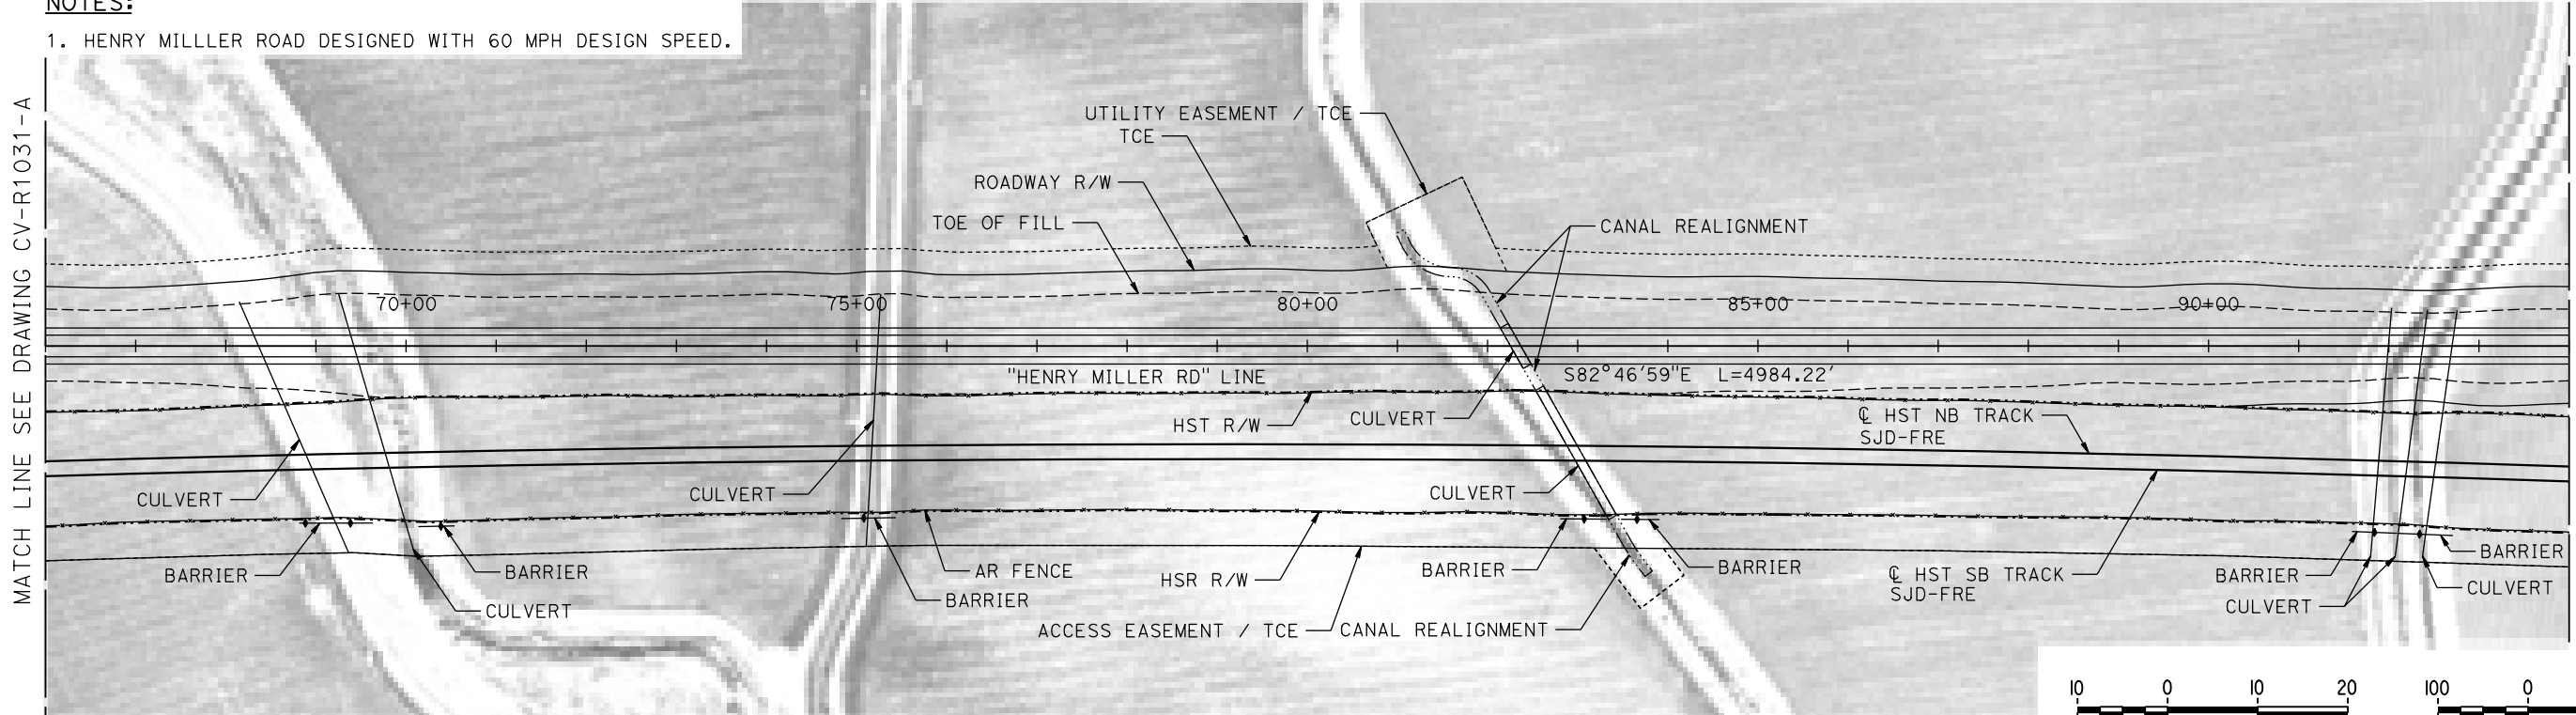 NOTES:
1. HENRY MILLLER ROAD DESIGNED WITH 60 MPH DESIGN SPEED.
MATCH LINE SEE DRAWING CV-R1031-A
UTILITY EASEMENT / TCE
TCE
ROADWAY R/W
TOE OF FILL
CANAL REALIGNMENT
70+00
75+00
80+00
85+00
90+00
"HENRY MILLER RD" LINE
S82°46'59"E L=4984.22'
HST R/W
CULVERT
℄ HST NB TRACK
SJD-FRE
CULVERT
CULVERT
CULVERT
BARRIER
BARRIER
CULVERT
AR FENCE
BARRIER
HSR R/W
BARRIER
BARRIER
℄ HST SB TRACK
SJD-FRE
BARRIER
BARRIER
CULVERT
CULVERT
ACCESS EASEMENT / TCE
CANAL REALIGNMENT
10 0 10 20 100 0